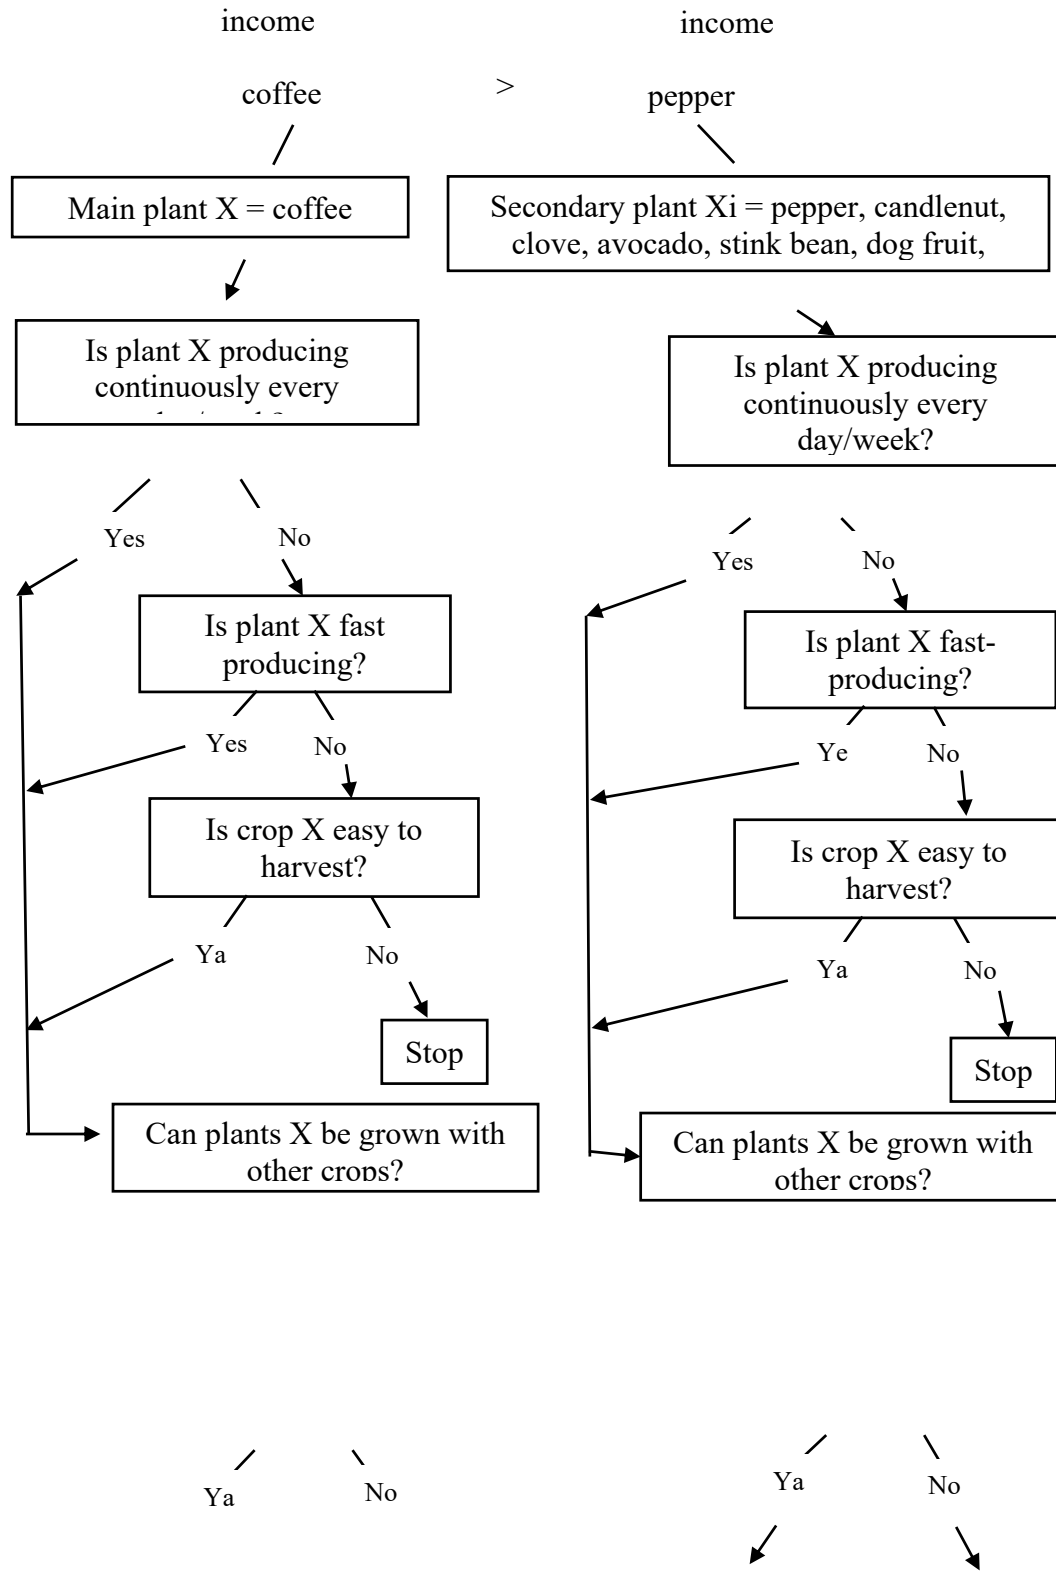 income
income
coffee
>
pepper
Main plant X = coffee
Secondary plant Xi = pepper, candlenut,
clove, avocado, stink bean, dog fruit,
Is plant X producing
continuously every
Is plant X producing
continuously every
day/week?
Yes
No
Yes
No
Is plant X fast
producing?
Is plant X fast-
producing?
Yes
No
Ye
No
Is crop X easy to
harvest?
Is crop X easy to
harvest?
Ya
No
Ya
No
Stop
Stop
Can plants X be grown with
other crops?
Can plants X be grown with
other crops?
Ya
No
Ya
No